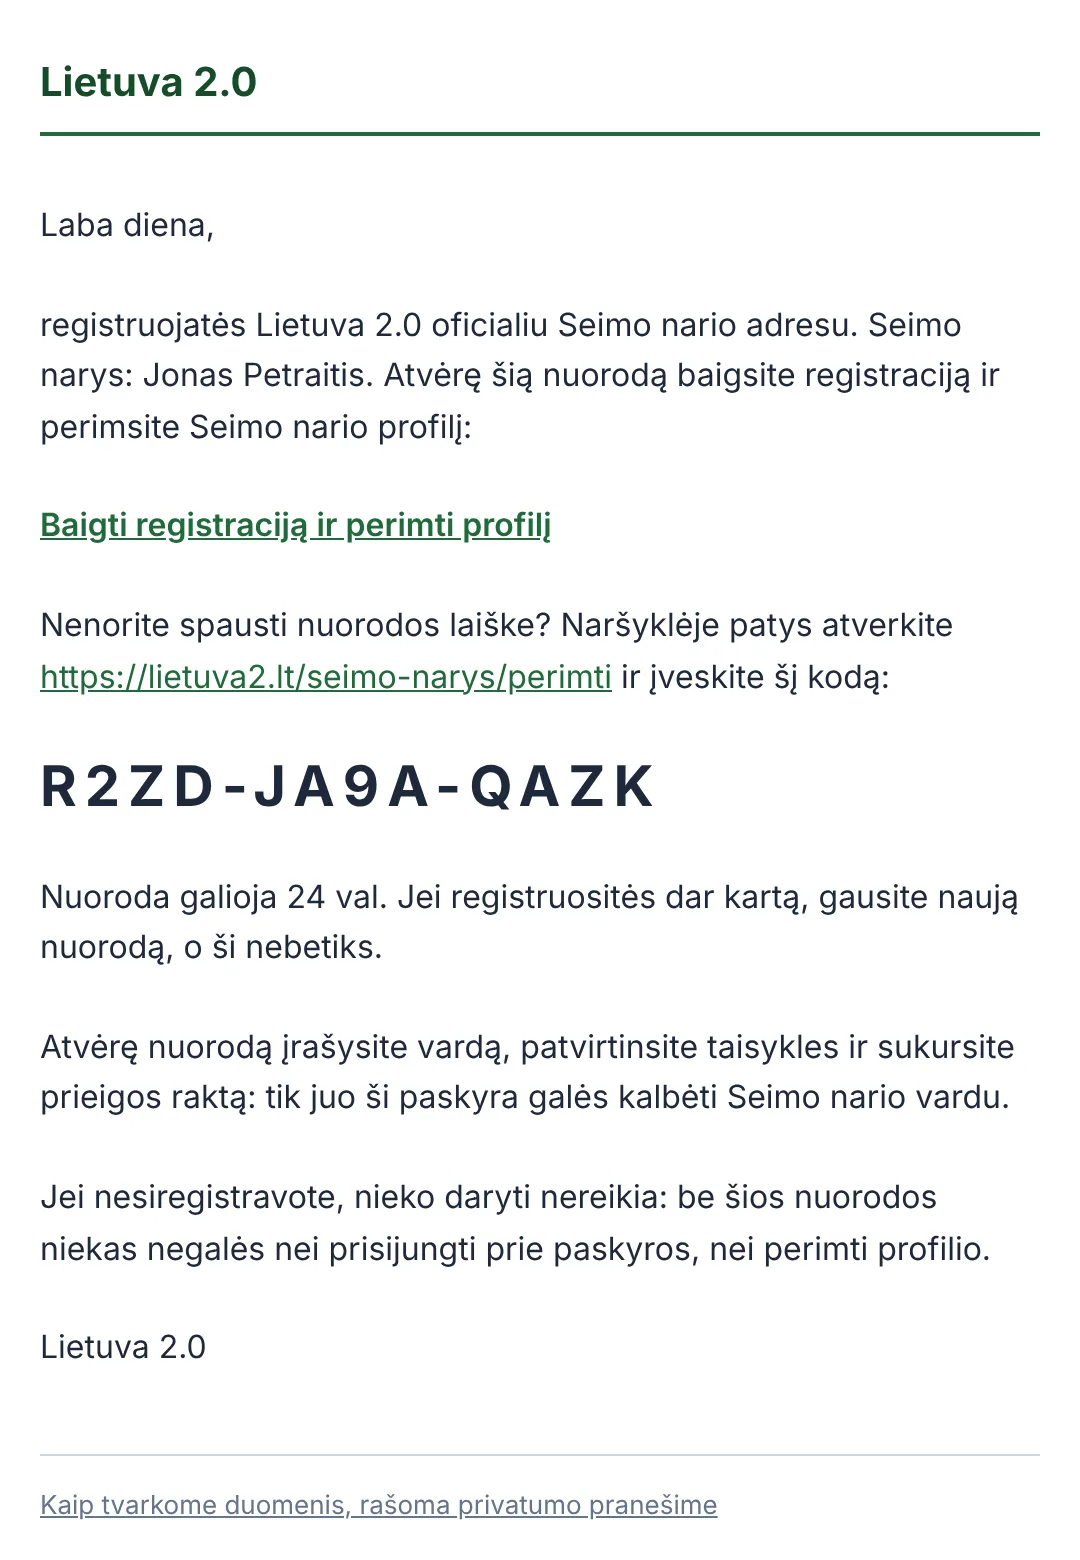 Lietuva 2.0
Laba diena,
registruojatės Lietuva 2.0 oficialiu Seimo nario adresu. Seimo
narys: Jonas Petraitis. Atvėrę šią nuorodą baigsite registraciją ir
perimsite Seimo nario profilį:
Baigti registraciją ir perimti profilį
Nenorite spausti nuorodos laiške? Naršyklėje patys atverkite
https://lietuva2.lt/seimo-narys/perimti ir įveskite šį kodą:
R2ZD-JA9A-QAZK
Nuoroda galioja 24 val. Jei registruositės dar kartą, gausite naują
nuorodą, o ši nebetiks.
Atvėrę nuorodą įrašysite vardą, patvirtinsite taisykles ir sukursite
prieigos raktą: tik juo ši paskyra galės kalbėti Seimo nario vardu.
Jei nesiregistravote, nieko daryti nereikia: be šios nuorodos
niekas negalės nei prisijungti prie paskyros, nei perimti profilio.
Lietuva 2.0
Kaip tvarkome duomenis, rašoma privatumo pranešime